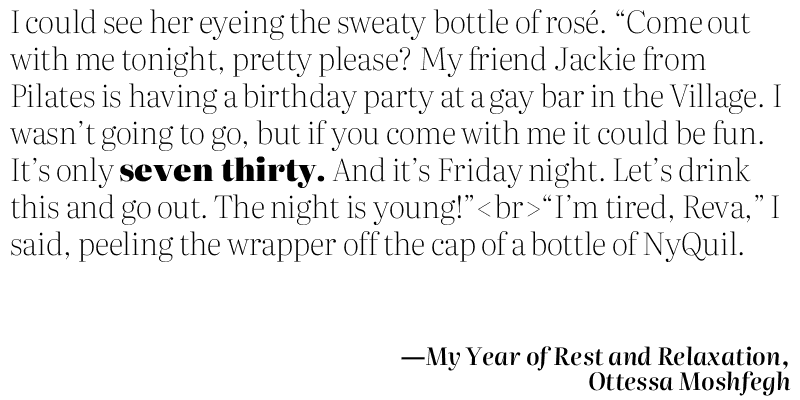 I could see her eyeing the sweaty bottle of rosé. “Come out
with me tonight, pretty please? My friend Jackie from
Pilates is having a birthday party at a gay bar in the Village. I
wasn’t going to go, but if you come with me it could be fun.
It’s only seven thirty. And it’s Friday night. Let’s drink
this and go out. The night is young!”<br>“I’m tired, Reva,” I
said, peeling the wrapper off the cap of a bottle of NyQuil.
—My Year of Rest and Relaxation,
Ottessa Moshfegh